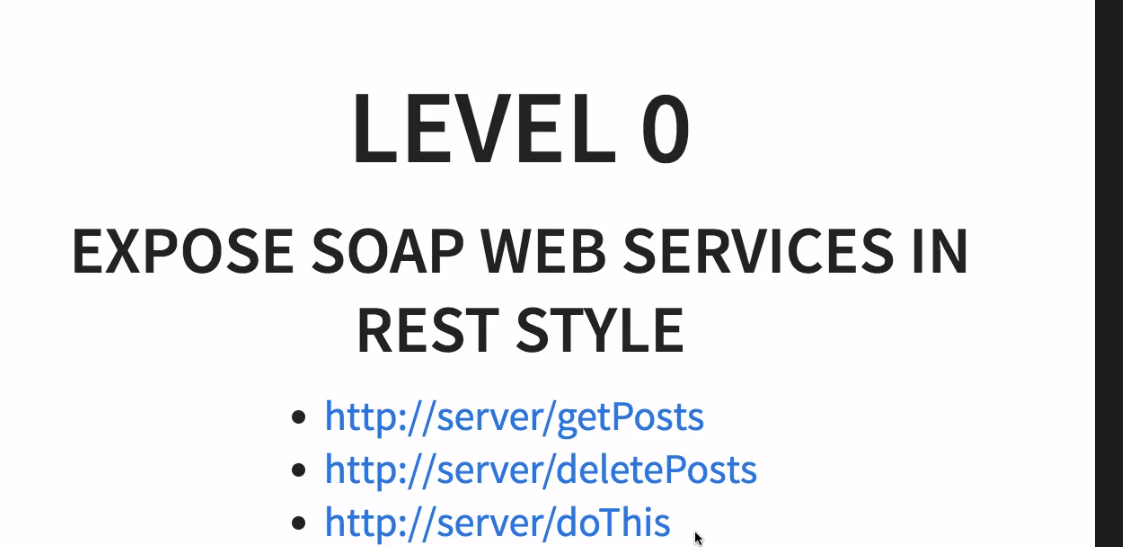 LEVEL 0
EXPOSE SOAP WEB SERVICES IN
REST STYLE
http://server/getPosts
http://server/deletePosts
http://server/doThis